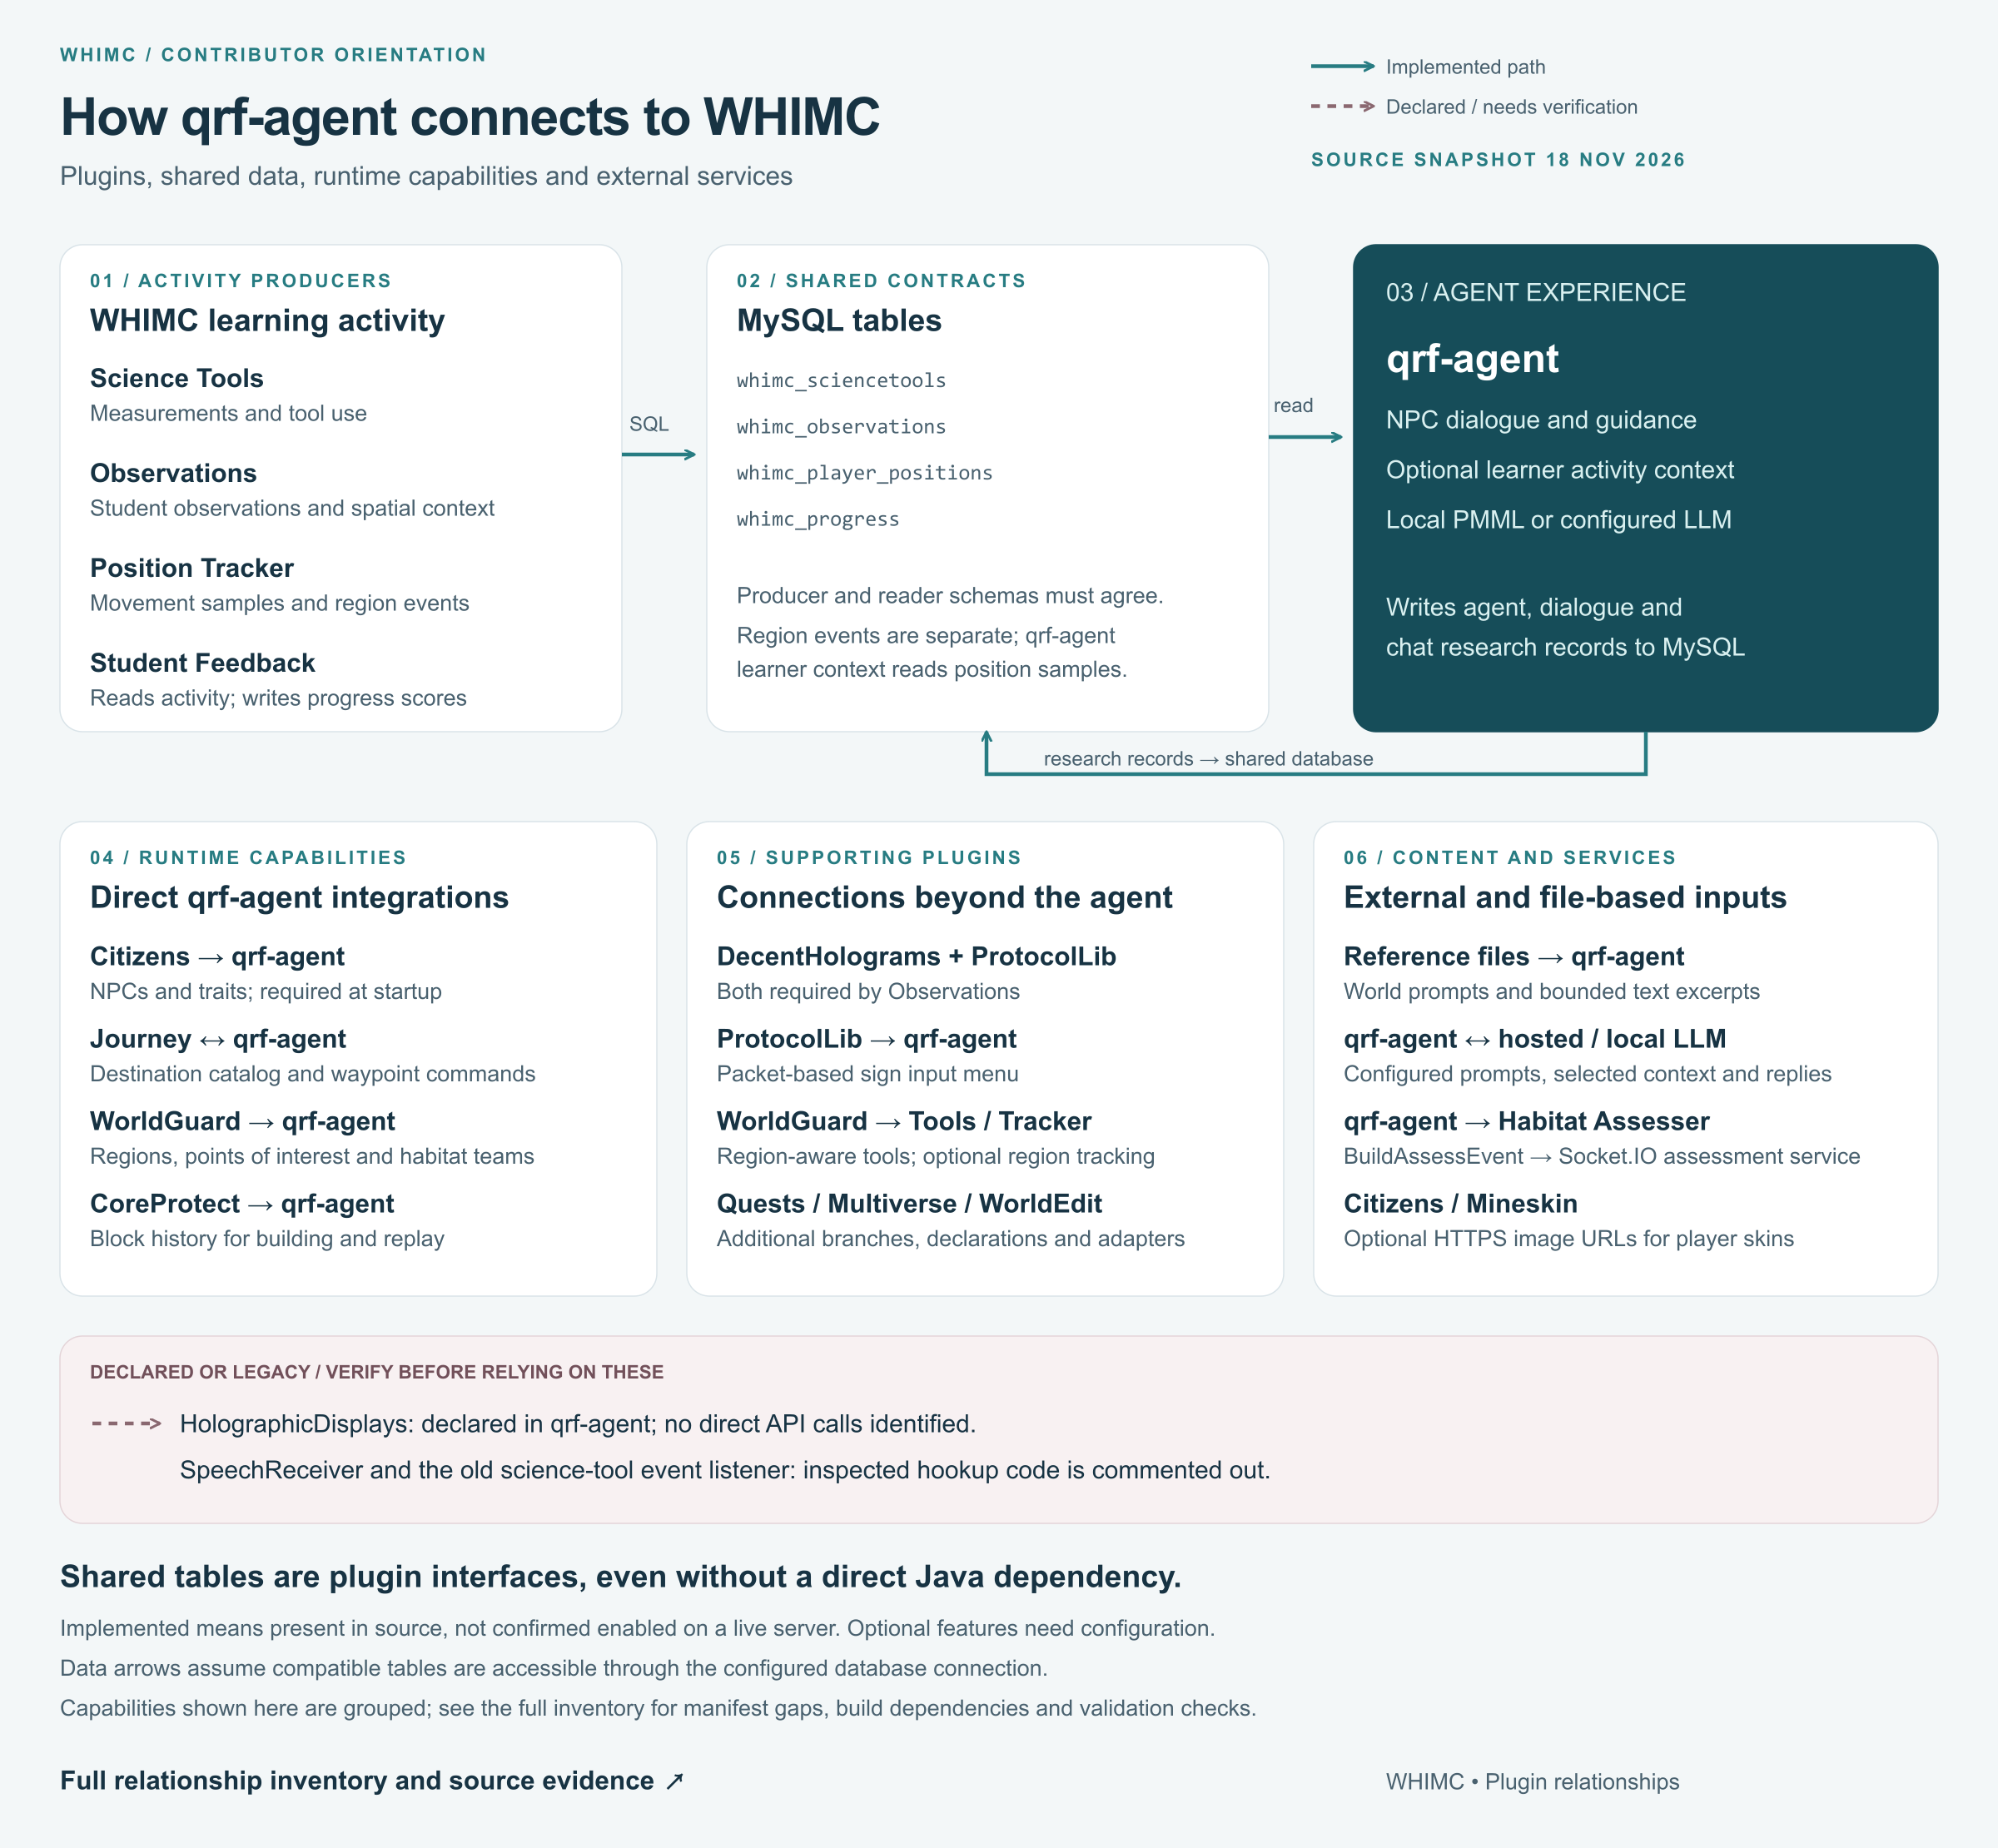 WHIMC / CONTRIBUTOR ORIENTATION
How qrf-agent connects to WHIMC
Plugins, shared data, runtime capabilities and external services
Implemented path
Declared / needs verification
SOURCE SNAPSHOT 18 NOV 2026
01 / ACTIVITY PRODUCERS
WHIMC learning activity
Science Tools
Measurements and tool use
Observations
Student observations and spatial context
Position Tracker
Movement samples and region events
Student Feedback
Reads activity; writes progress scores
SQL
02 / SHARED CONTRACTS
MySQL tables
whimc_sciencetools
whimc_observations
whimc_player_positions
whimc_progress
Producer and reader schemas must agree.
Region events are separate; qrf-agent
learner context reads position samples.
read
03 / AGENT EXPERIENCE
qrf-agent
NPC dialogue and guidance
Optional learner activity context
Local PMML or configured LLM
Writes agent, dialogue and
chat research records to MySQL
research records → shared database
04 / RUNTIME CAPABILITIES
Direct qrf-agent integrations
Citizens → qrf-agent
NPCs and traits; required at startup
Journey ↔ qrf-agent
Destination catalog and waypoint commands
WorldGuard → qrf-agent
Regions, points of interest and habitat teams
CoreProtect → qrf-agent
Block history for building and replay
05 / SUPPORTING PLUGINS
Connections beyond the agent
DecentHolograms + ProtocolLib
Both required by Observations
ProtocolLib → qrf-agent
Packet-based sign input menu
WorldGuard → Tools / Tracker
Region-aware tools; optional region tracking
Quests / Multiverse / WorldEdit
Additional branches, declarations and adapters
06 / CONTENT AND SERVICES
External and file-based inputs
Reference files → qrf-agent
World prompts and bounded text excerpts
qrf-agent ↔ hosted / local LLM
Configured prompts, selected context and replies
qrf-agent → Habitat Assesser
BuildAssessEvent → Socket.IO assessment service
Citizens / Mineskin
Optional HTTPS image URLs for player skins
DECLARED OR LEGACY / VERIFY BEFORE RELYING ON THESE
HolographicDisplays: declared in qrf-agent; no direct API calls identified.
SpeechReceiver and the old science-tool event listener: inspected hookup code is commented out.
Shared tables are plugin interfaces, even without a direct Java dependency.
Implemented means present in source, not confirmed enabled on a live server. Optional features need configuration.
Data arrows assume compatible tables are accessible through the configured database connection.
Capabilities shown here are grouped; see the full inventory for manifest gaps, build dependencies and validation checks.
Full relationship inventory and source evidence ↗
WHIMC • Plugin relationships